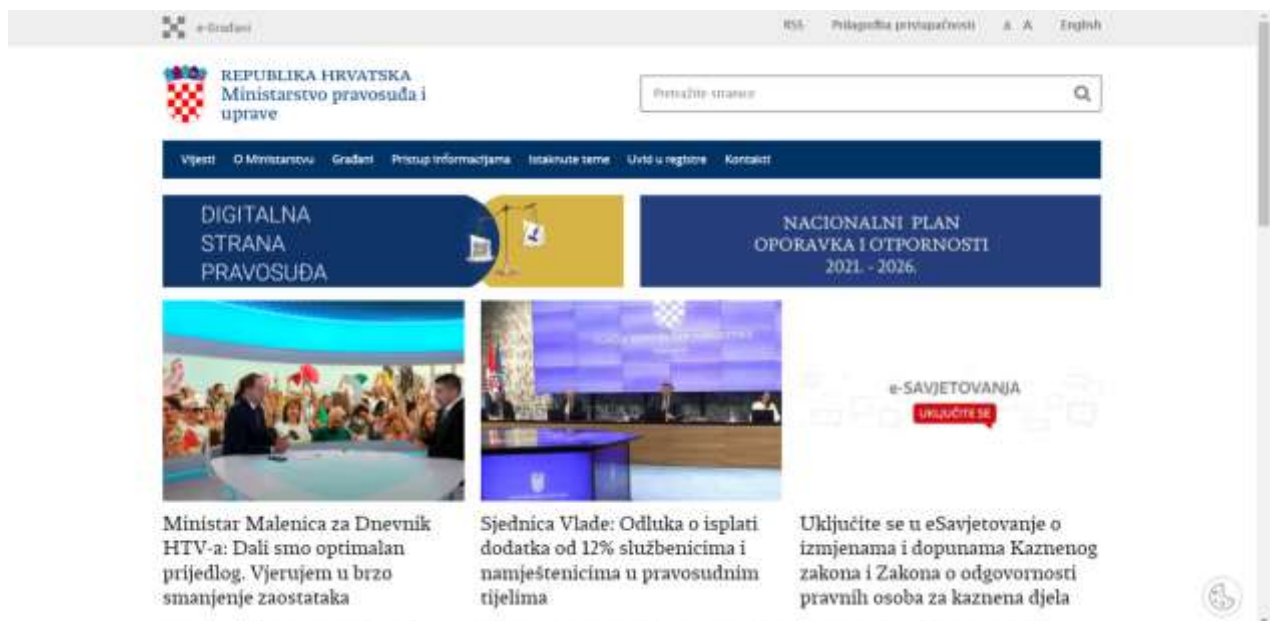 e-Građani
RSS Prilagodba pristupačnosti A A English
REPUBLIKA HRVATSKA
Ministarstvo pravosuđa i
uprave
Pretražite stranice
Vijesti O Ministarstvu Građani Pristup informacijama Istaknute teme Uvid u registre Kontakti
DIGITALNA
STRANA
PRAVOSUĐA
NACIONALNI PLAN
OPORAVKA I OTPORNOSTI
2021. - 2026.
e-SAVJETOVANJA
UKLJUČITE SE
Ministar Malenica za Dnevnik
HTV-a: Dali smo optimalan
prijedlog. Vjerujem u brzo
smanjenje zaostataka
Sjednica Vlade: Odluka o isplati
dodatka od 12% službenicima i
namještenicima u pravosudnim
tijelima
Uključite se u eSavjetovanje o
izmjenama i dopunama Kaznenog
zakona i Zakona o odgovornosti
pravnih osoba za kaznena djela